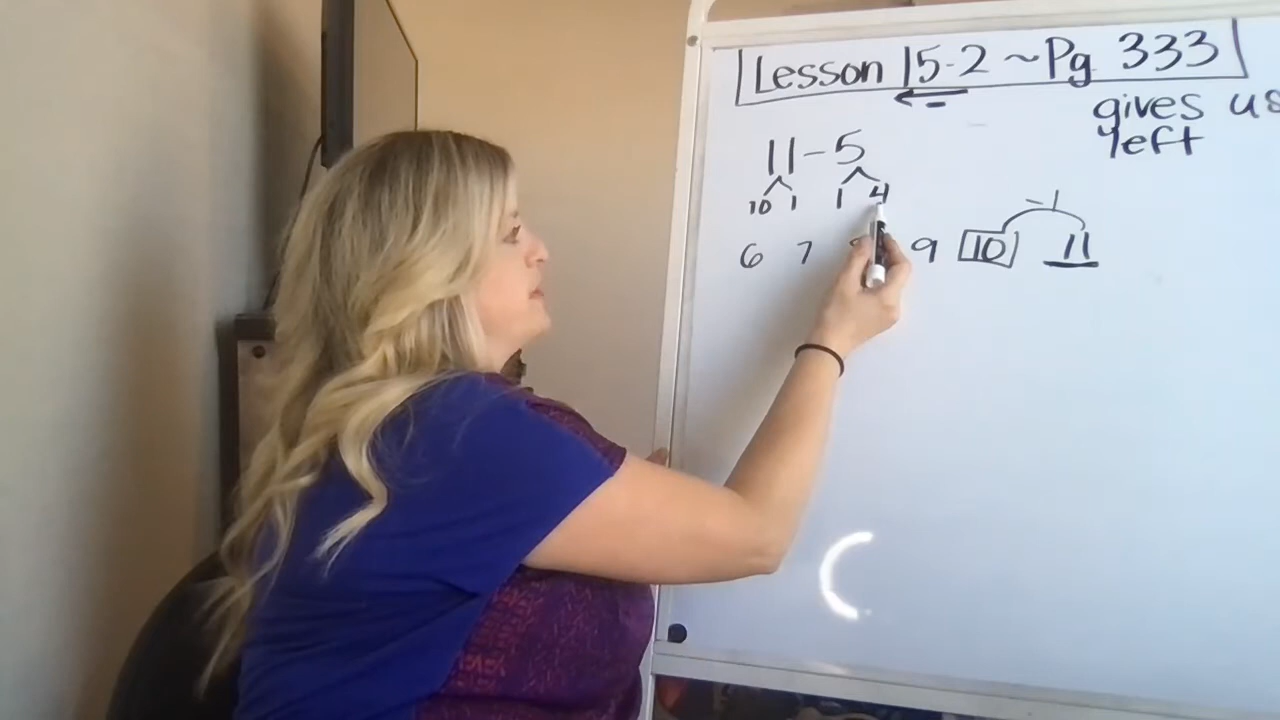 Lesson 15-2 ~ Pg 333
gives us
left
11-5
10 1 1 4
-1
6 7 9 10 11